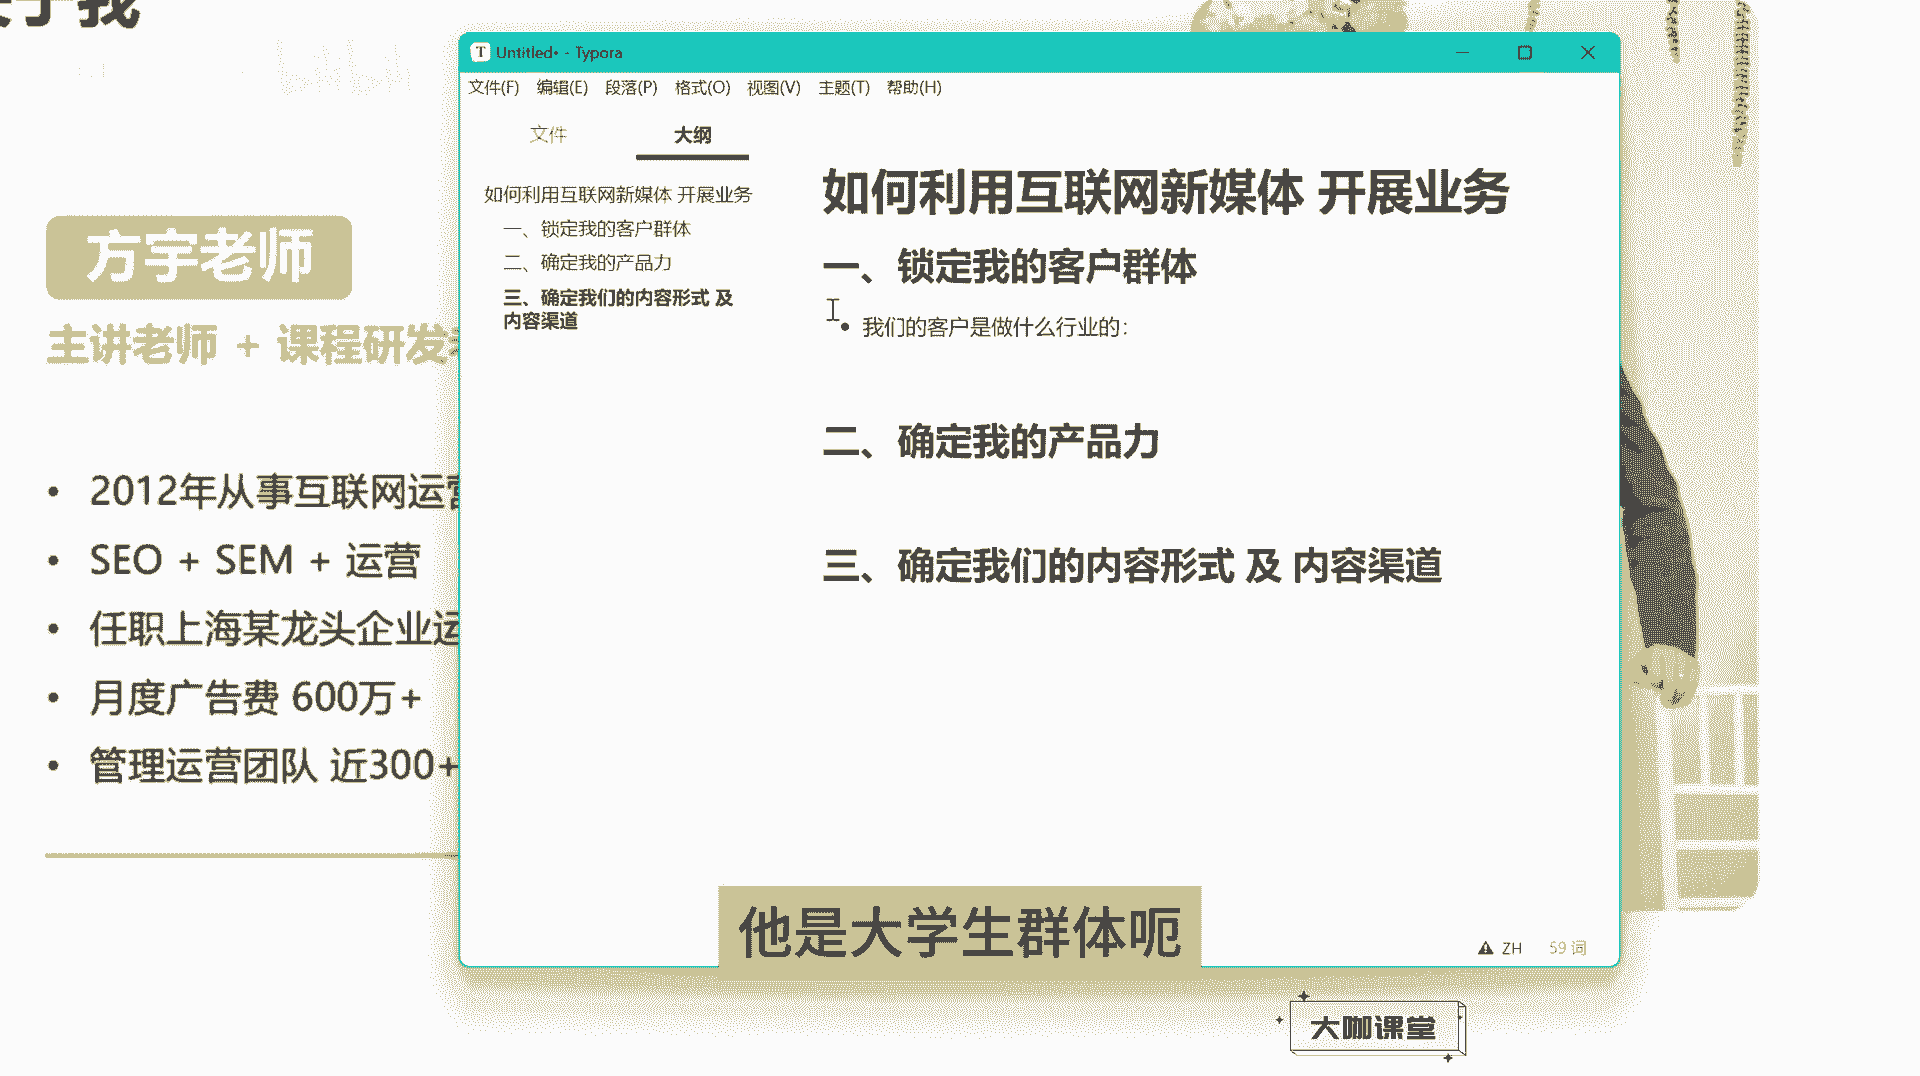 于我
bilibili
方宇老师
主讲老师 + 课程研发
• 2012年从事互联网运营
• SEO + SEM + 运营
• 任职上海某龙头企业运
• 月度广告费 600万+
• 管理运营团队 近300+
T Untitled• - Typora
文件(F) 编辑(E) 段落(P) 格式(O) 视图(V) 主题(T) 帮助(H)
文件 大纲
如何利用互联网新媒体 开展业务
一、锁定我的客户群体
二、确定我的产品力
三、确定我们的内容形式 及
内容渠道
如何利用互联网新媒体 开展业务
一、锁定我的客户群体
• 我们的客户是做什么行业的：
二、确定我的产品力
三、确定我们的内容形式 及 内容渠道
他是大学生群体呃
ZH 59 词
大咖课堂